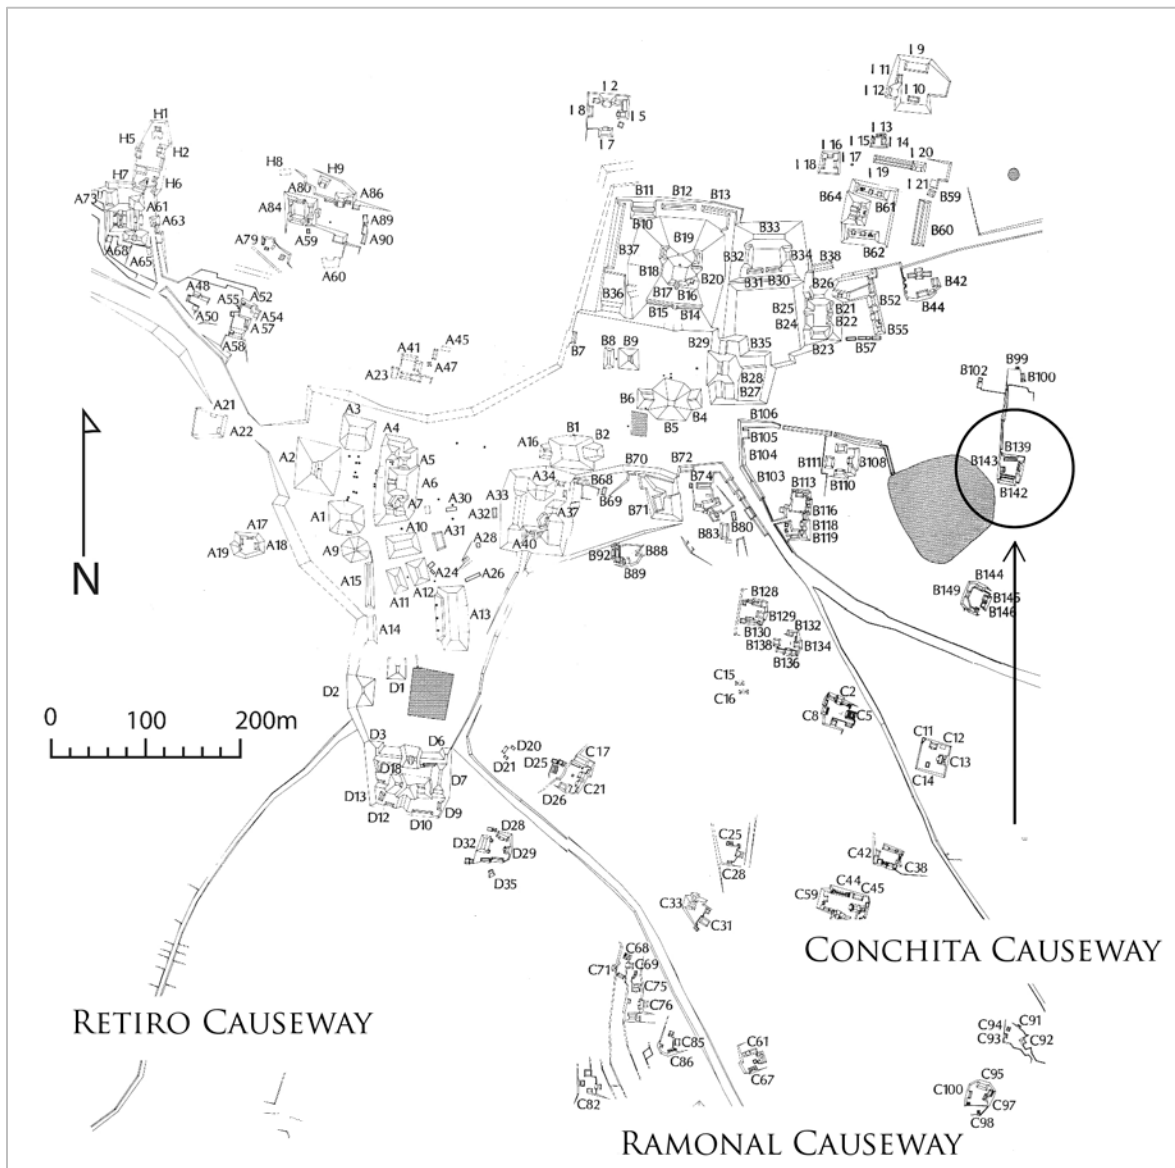 I 9
I 11
I 12
I 10
I 2
I 8
I 5
I 7
H1
H5
H2
H7
H6
A73
A61
A63
A68
A65
H8
H9
A80
A86
A84
A89
A59
A90
A79
A60
I 13
I 15
I 14
I 16
I 17
I 18
I 20
I 19
I 21
B59
B64
B61
B60
B62
B11
B12
B13
B10
B33
B19
B37
B32
B34
B38
B18
B20
B31
B30
B36
B17
B16
B15
B14
B26
B25
B21
B24
B22
B23
B52
B55
B57
B42
B44
A48
A52
A55
A50
A54
A57
A58
A45
A41
A47
A23
B7
B8
B9
B29
B35
B28
B27
B6
B4
B5
B99
B102
B100
A21
A22
A3
A4
A2
A5
A6
A7
A16
B1
B2
B106
B105
B104
B103
B111
B108
B110
B139
B143
B142
A34
B68
B70
B72
B74
A33
B69
A30
A31
A32
A37
B71
B113
B116
B118
B119
A1
A10
A28
A40
B83
B80
A17
A19
A18
A9
A24
A26
B92
B88
B89
A15
A11
A12
A13
A14
B144
B149
B145
B146
N
B128
B129
B130
B132
B138
B134
B136
D1
D2
C15
C16
C2
C8
C5
0 100 200m
D3
D6
D18
D7
D13
D12
D10
D9
D20
D25
D21
D26
C17
C21
C11
C12
C13
C14
D28
D32
D29
D35
C25
C28
C42
C38
C44
C59
C45
C33
C31
CONCHITA CAUSEWAY
C68
C71
C69
C75
C76
RETIRO CAUSEWAY
C85
C86
C61
C67
C82
C91
C94
C93
C92
C95
C100
C97
C98
RAMONAL CAUSEWAY